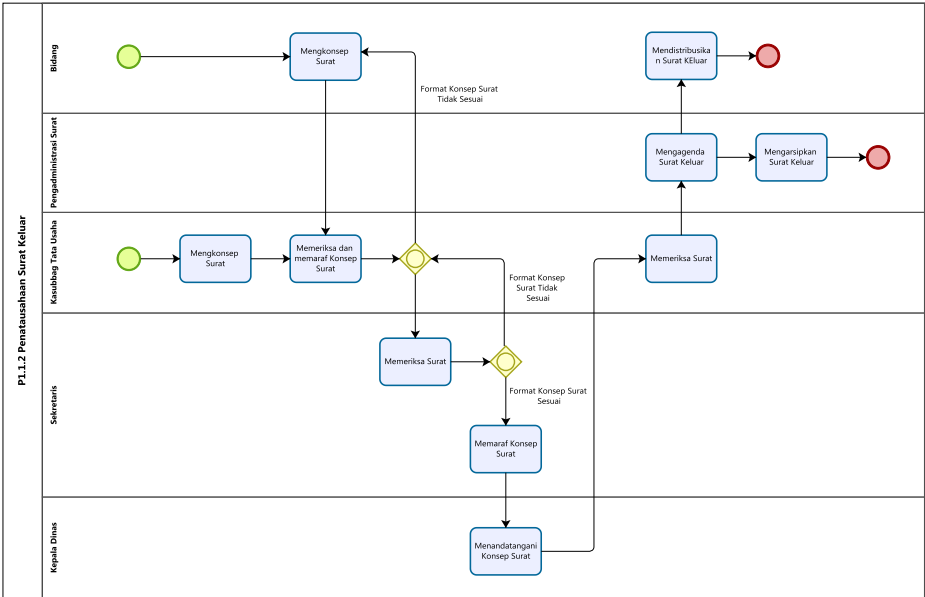 P1.1.2 Penatausahaan Surat Keluar
Bidang
Mengkonsep
Surat
Format Konsep Surat
Tidak Sesuai
Mendistribusika
n Surat KEluar
Pengadministrasi Surat
Mengagenda
Surat Keluar
Mengarsipkan
Surat Keluar
Kasubbag Tata Usaha
Mengkonsep
Surat
Memeriksa dan
memaraf Konsep
Surat
Format Konsep
Surat Tidak
Sesuai
Memeriksa Surat
Sekretaris
Memeriksa Surat
Format Konsep Surat
Sesuai
Memaraf Konsep
Surat
Kepala Dinas
Menandatangani
Konsep Surat